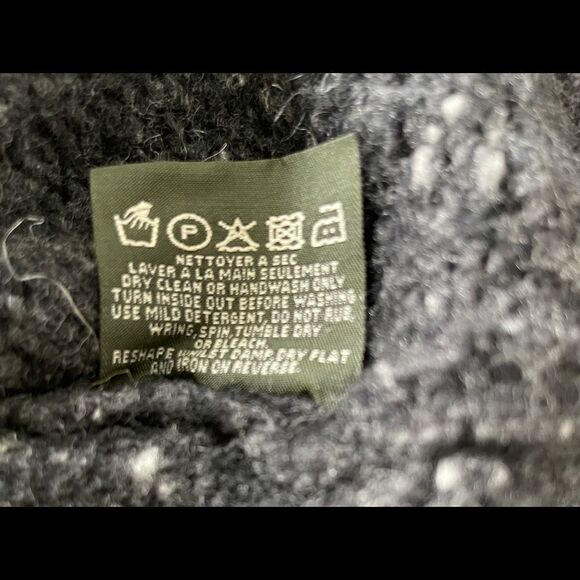 P
NETTOYER A SEC
LAVER A LA MAIN SEULEMENT
DRY CLEAN OR HANDWASH ONLY
TURN INSIDE OUT BEFORE WASHING
USE MILD DETERGENT, DO NOT RUB,
WRING, SPIN, TUMBLE DRY
OR BLEACH.
RESHAPE WHILST DAMP, DRY FLAT
AND IRON ON REVERSE.